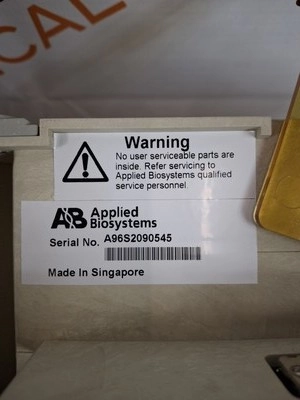 CAL
Warning
No user serviceable parts are
inside. Refer servicing to
Applied Biosystems qualified
service personnel
AB Applied
Biosystems
Serial No. A96S2090545
Made In Singapore